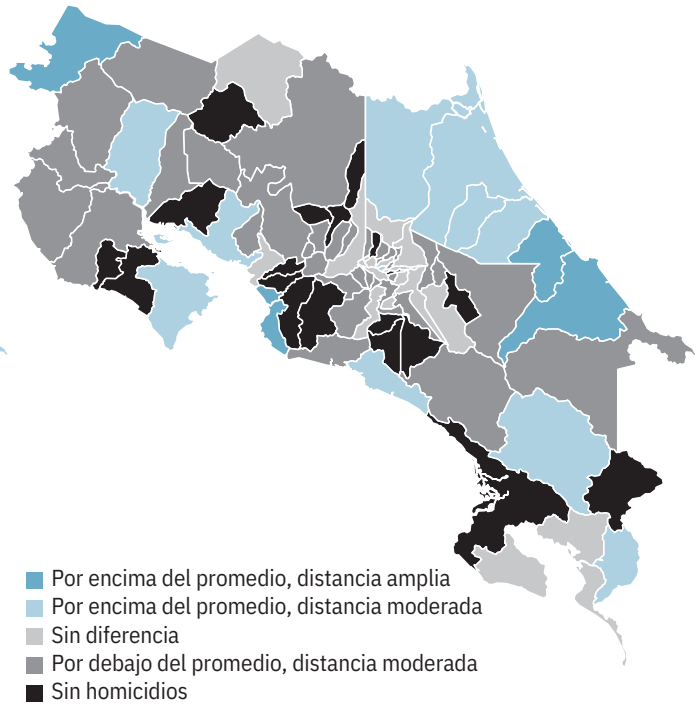 Por encima del promedio, distancia amplia
Por encima del promedio, distancia moderada
Sin diferencia
Por debajo del promedio, distancia moderada
Sin homicidios